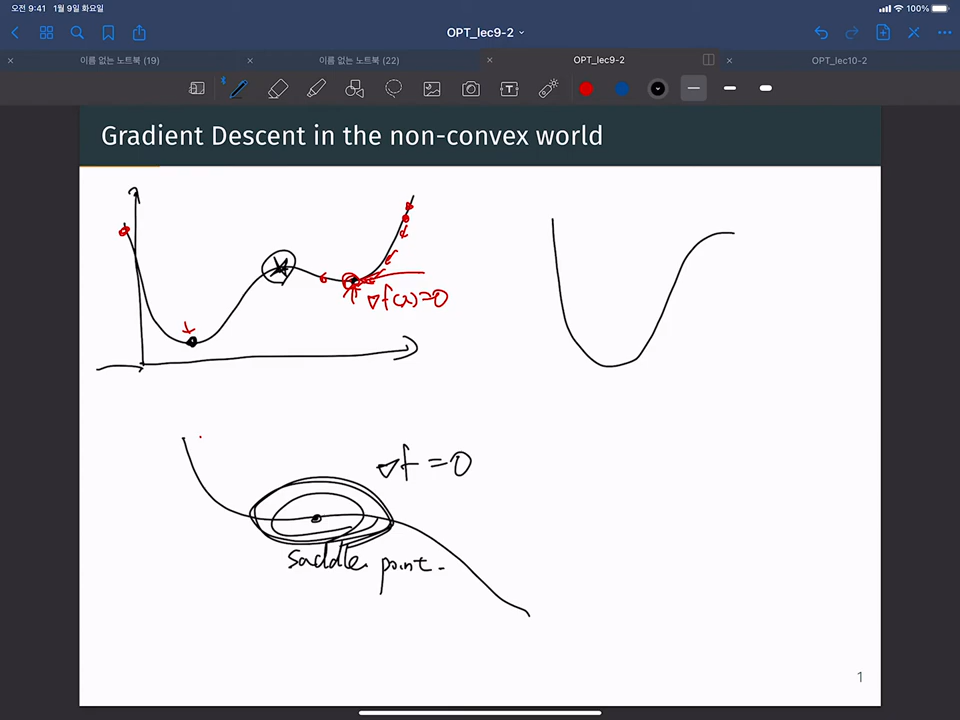 오전 9:41 1월 9일 화요일
100%
OPT_lec9-2
이름 없는 노트북 (19)
이름 없는 노트북 (22)
OPT_lec9-2
OPT_lec10-2
T
Gradient Descent in the non-convex world
▽f(x)=0
▽f =0
saddle point.
1